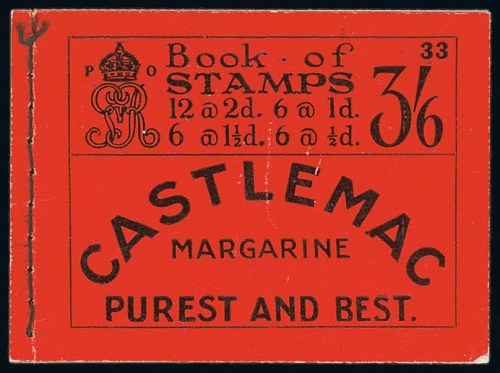 33
P O
GRI
Book · of
STAMPS
12 @ 2d. 6 @ 1d.
6 @ 1½d. 6 @ ½d.
3/6
CASTLEMAC
MARGARINE
PUREST AND BEST.